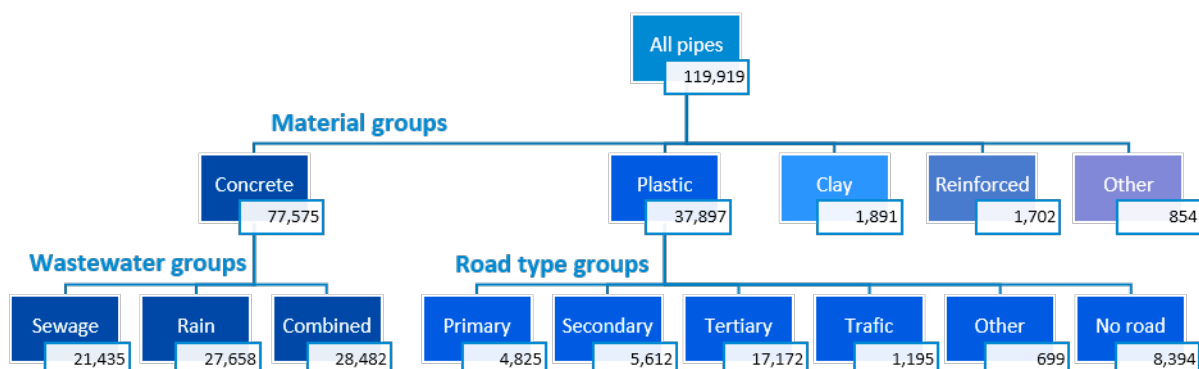 All pipes
119,919
Material groups
Concrete
77,575
Plastic
37,897
Clay
1,891
Reinforced
1,702
Other
854
Wastewater groups
Road type groups
Sewage
21,435
Rain
27,658
Combined
28,482
Primary
4,825
Secondary
5,612
Tertiary
17,172
Trafic
1,195
Other
699
No road
8,394